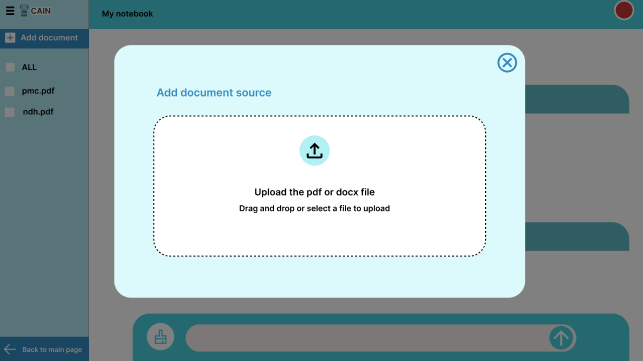 CAIN
My notebook
Add document
ALL
pmc.pdf
ndh.pdf
Add document source
Upload the pdf or docx file
Drag and drop or select a file to upload
Back to main page